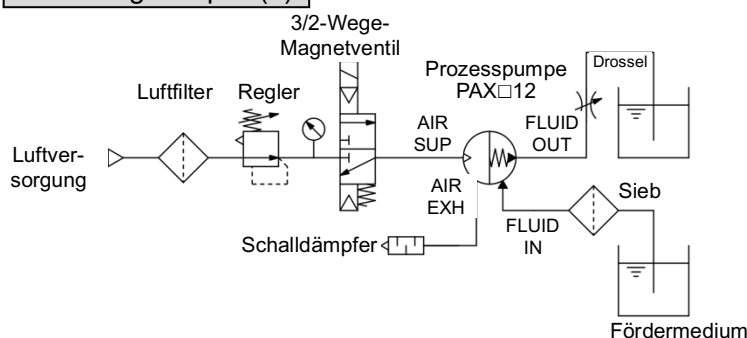 3/2-Wege-
Magnetventil
Prozesspumpe
PAX□12
Drossel
Luftfilter
Regler
AIR
SUP
FLUID
OUT
Luftver-
sorgung
AIR
EXH
Sieb
FLUID
IN
Schalldämpfer
Fördermedium